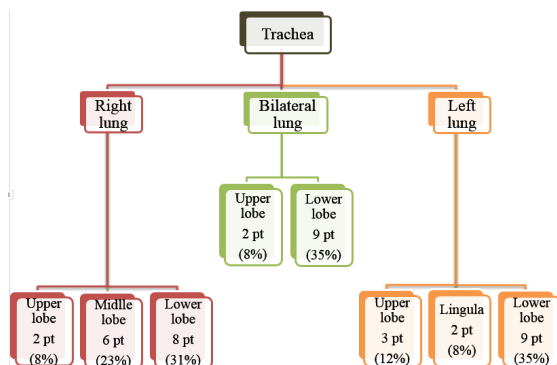 Trachea
Right
lung
Bilateral
lung
Left lung
Upper
lobe
2 pt
(8%)
Lower
lobe
9 pt
(35%)
Upper
lobe
2 pt
(8%)
Midlle
lobe
6 pt
(23%)
Lower
lobe
8 pt
(31%)
Upper
lobe
3 pt
(12%)
Lingula
2 pt
(8%)
Lower
lobe
9 pt
(35%)